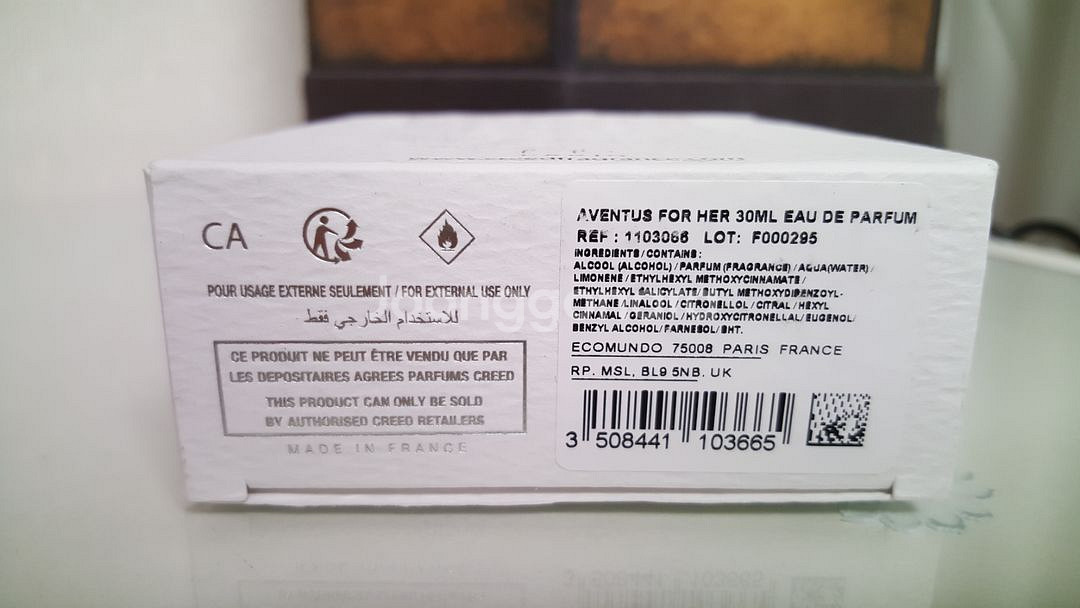 CA
POUR USAGE EXTERNE SEULEMENT / FOR EXTERNAL USE ONLY
للاستخدام الخارجي فقط
CE PRODUIT NE PEUT ÊTRE VENDU QUE PAR
LES DEPOSITAIRES AGREES PARFUMS CREED
THIS PRODUCT CAN ONLY BE SOLD
BY AUTHORISED CREED RETAILERS
MADE IN FRANCE
AVENTUS FOR HER 30ML EAU DE PARFUM
REF : 1103066 LOT: F000295
INGREDIENTS/CONTAINS:
ALCOOL (ALCOHOL)/PARFUM (FRAGRANCE)/AQUA(WATER)/
LIMONENE/ETHYLHEXYL METHOXYCINNAMATE/
ETHYLHEXYL SALICYLATE/BUTYL METHOXYDIBENZOYL-
METHANE/LINALOOL/CITRONELLOL/CITRAL/HEXYL
CINNAMAL/GERANIOL/HYDROXYCITRONELLAL/EUGENOL/
BENZYL ALCOHOL/FARNESOL/BHT.
ECOMUNDO 75008 PARIS FRANCE
RP. MSL, BL9 5NB. UK
3 508441 103665